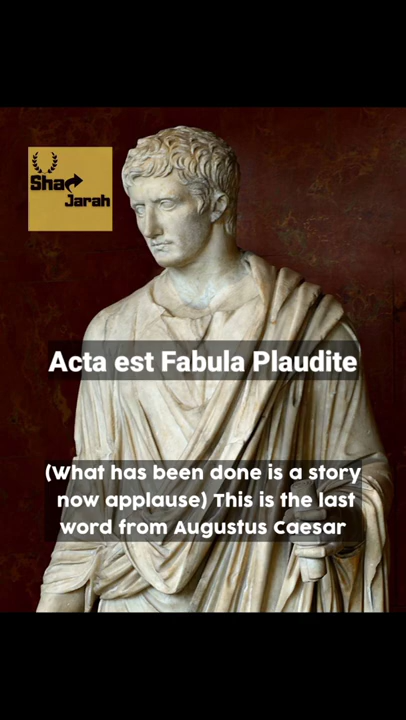 Shar
Jarah
Acta est Fabula Plaudite
(What has been done is a story
now applause) This is the last
word from Augustus Caesar